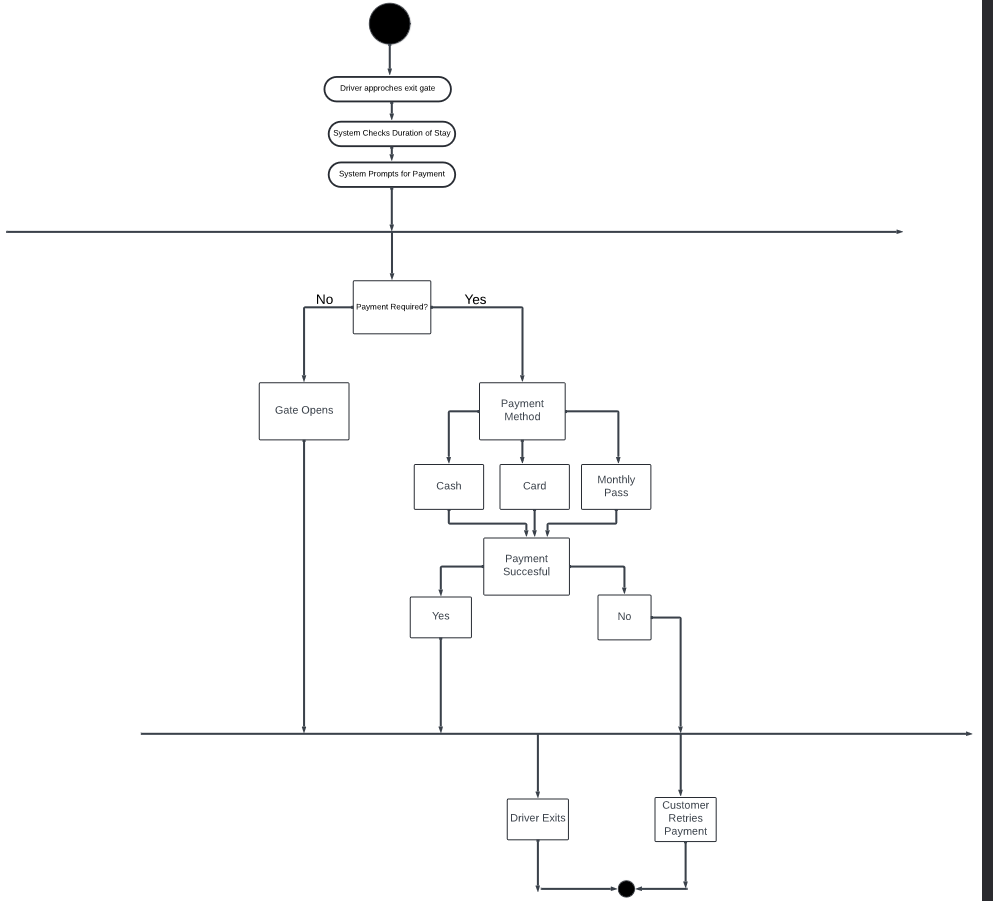 Driver approches exit gate
System Checks Duration of Stay
System Prompts for Payment
No
Yes
Payment Required?
Gate Opens
Payment
Method
Cash
Card
Monthly
Pass
Payment
Succesful
Yes
No
Driver Exits
Customer
Retries
Payment